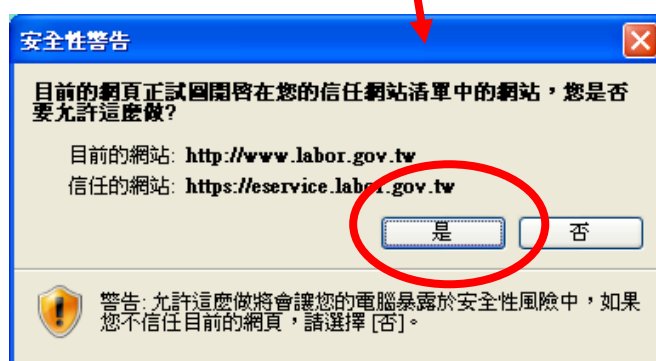 安全性警告
目前的網頁正試圖開啓在您的信任網站清單中的網站，您是否
要允許這麼做?
目前的網站: http://www.labor.gov.tw
信任的網站: https://eservice.labor.gov.tw
是 否
警告: 允許這麼做將會讓您的電腦暴露於安全性風險中，如果
您不信任目前的網頁，請選擇 [否]。